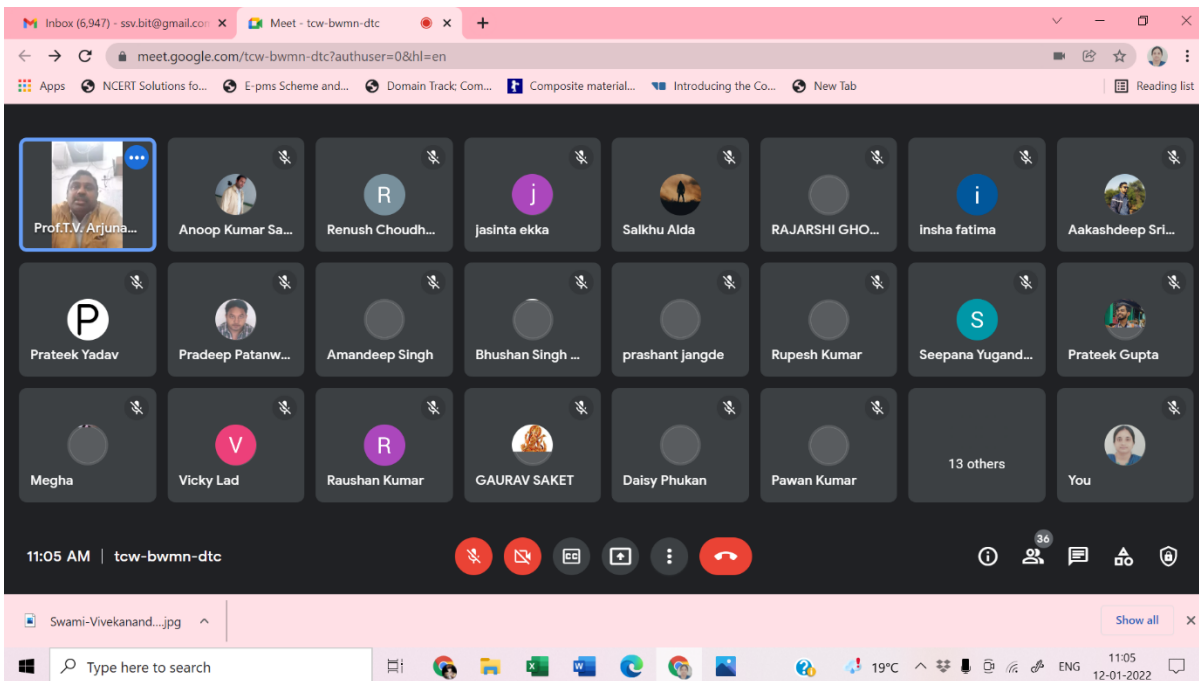 Inbox (6,947) - ssv.bit@gmail.com
Meet - tcw-bwmn-dtc
meet.google.com/tcw-bwmn-dtc?authuser=0&hl=en
Apps NCERT Solutions fo... E-pms Scheme and... Domain Track: Com... Composite material... Introducing the Co... New Tab Reading list
Prof.T.V. Arjuna... Anoop Kumar Sa... R Renush Choudh... j jasinta ekka Salkhu Alda RAJARSHI GHO... i insha fatima Aakashdeep Sri...
P Prateek Yadav Pradeep Patanw... Amandeep Singh Bhushan Singh ... prashant jangde Rupesh Kumar S Seepana Yugand... Prateek Gupta
Megha V Vicky Lad R Raushan Kumar GAURAV SAKET Daisy Phukan Pawan Kumar 13 others You
11:05 AM | tcw-bwmn-dtc CC 36
Swami-Vivekanand....jpg Show all
Type here to search 19°C ENG 11:05
12-01-2022